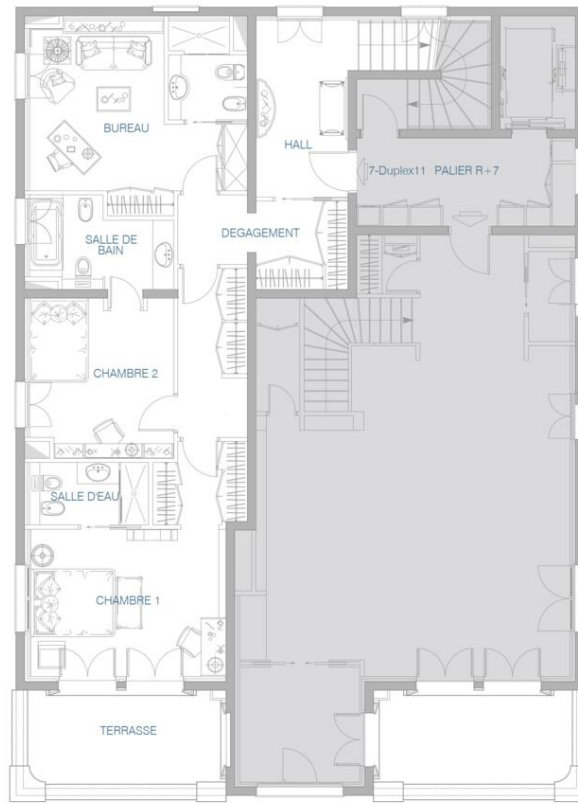 BUREAU
HALL
7-Duplex11 PALIER R+7
DEGAGEMENT
SALLE DE
BAIN
CHAMBRE 2
SALLE D'EAU
CHAMBRE 1
TERRASSE